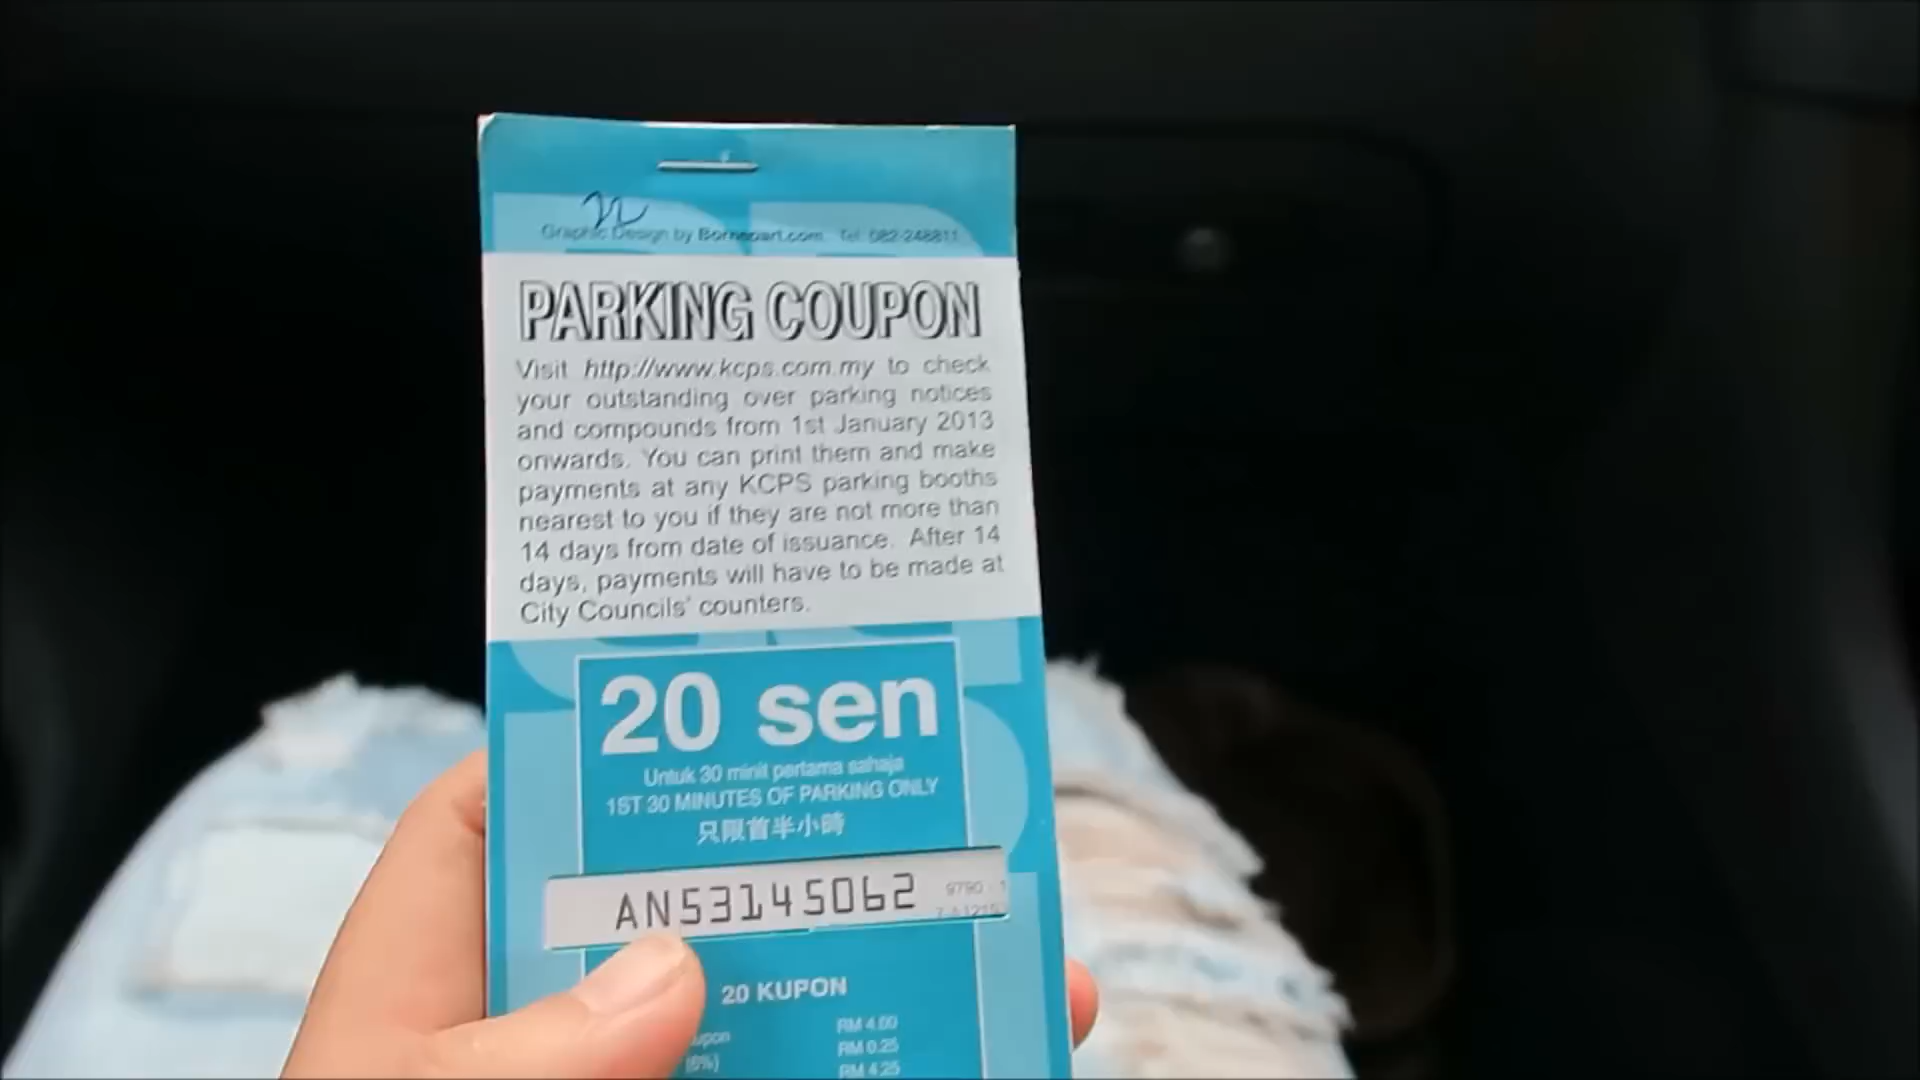 22
Graphic Design by Borneoart.com Tel: 082-248811
PARKING COUPON
Visit http://www.kcps.com.my to check
your outstanding over parking notices
and compounds from 1st January 2013
onwards. You can print them and make
payments at any KCPS parking booths
nearest to you if they are not more than
14 days from date of issuance. After 14
days, payments will have to be made at
City Councils' counters.
20 sen
Untuk 30 minit pertama sahaja
1ST 30 MINUTES OF PARKING ONLY
只限首半小時
AN53145062
9790 - 1
20 KUPON
RM 4.00
(6%) RM 0.25
RM 4.25